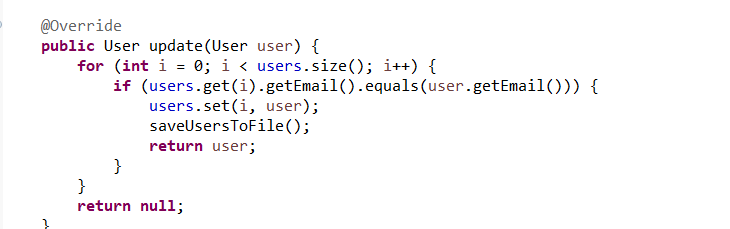 @Override
public User update(User user) {
for (int i = 0; i < users.size(); i++) {
if (users.get(i).getEmail().equals(user.getEmail())) {
users.set(i, user);
saveUsersToFile();
return user;
}
}
return null;
}